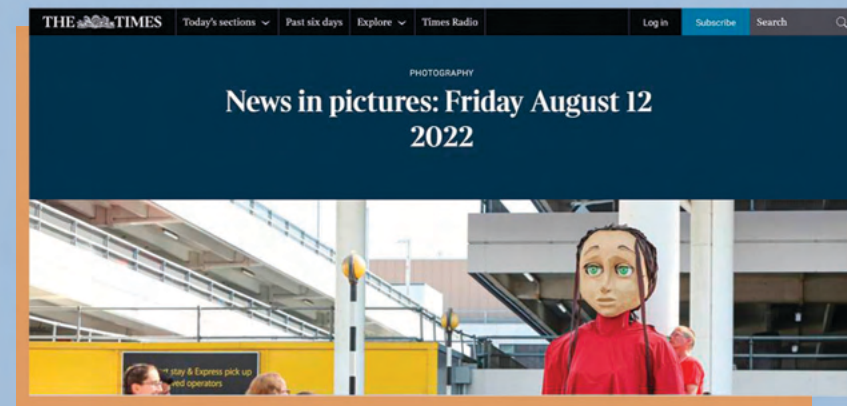 THE TIMES Today's sections Past six days Explore Times Radio Log in Subscribe Search
PHOTOGRAPHY
News in pictures: Friday August 12
2022
stay & Express pick up
operators